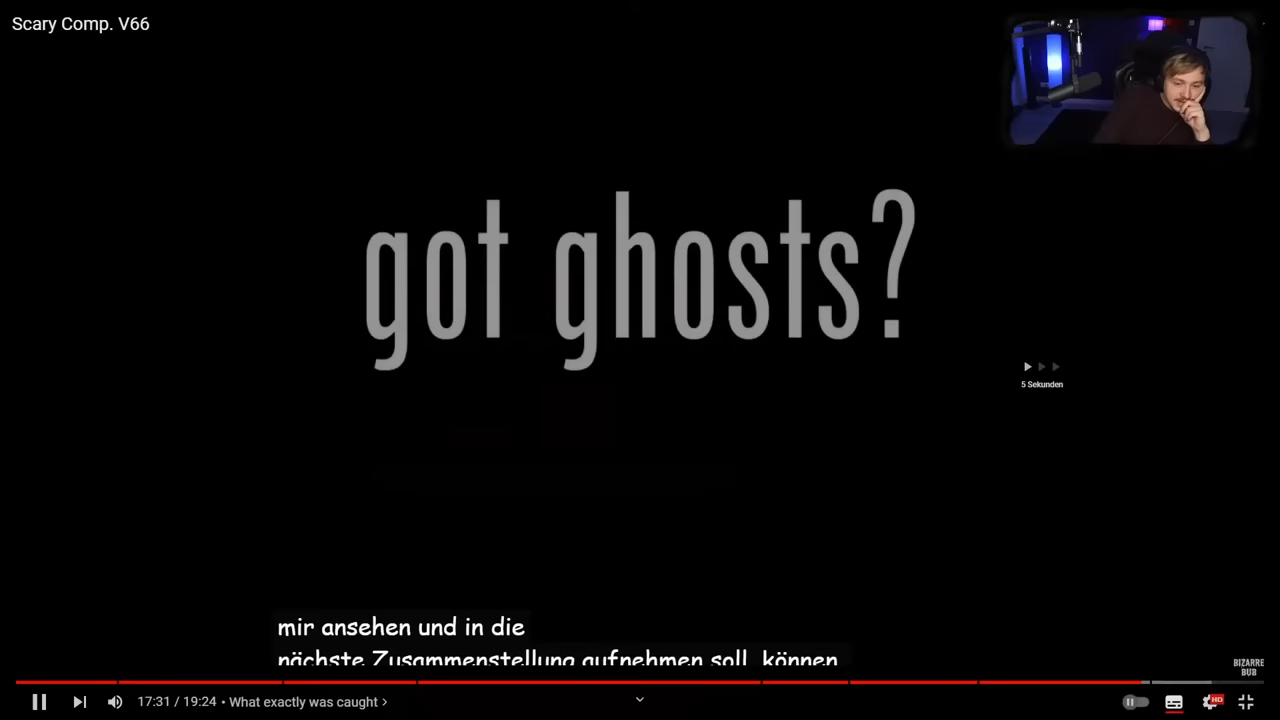 Scary Comp. V66
got ghosts?
5 Sekunden
mir ansehen und in die
nächste Zusammenstellung aufnehmen soll, können
BIZARRE
BUB
17:31 / 19:24 • What exactly was caught >
HD